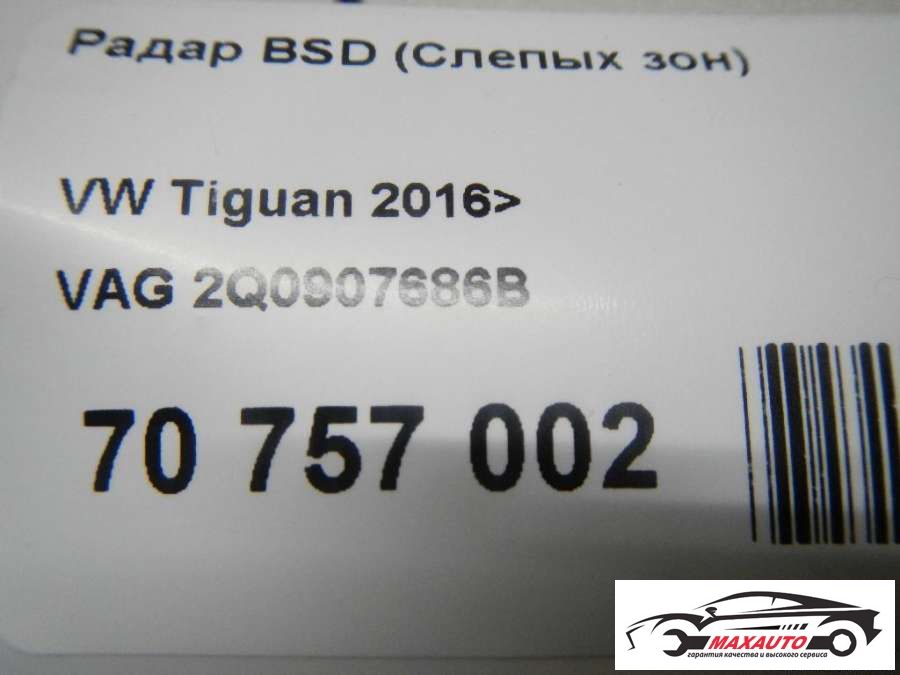 Радар BSD (Слепых зон)
VW Tiguan 2016>
VAG 2Q0907686B
70 757 002
MAXAUTO
гарантия качества и высокого сервиса